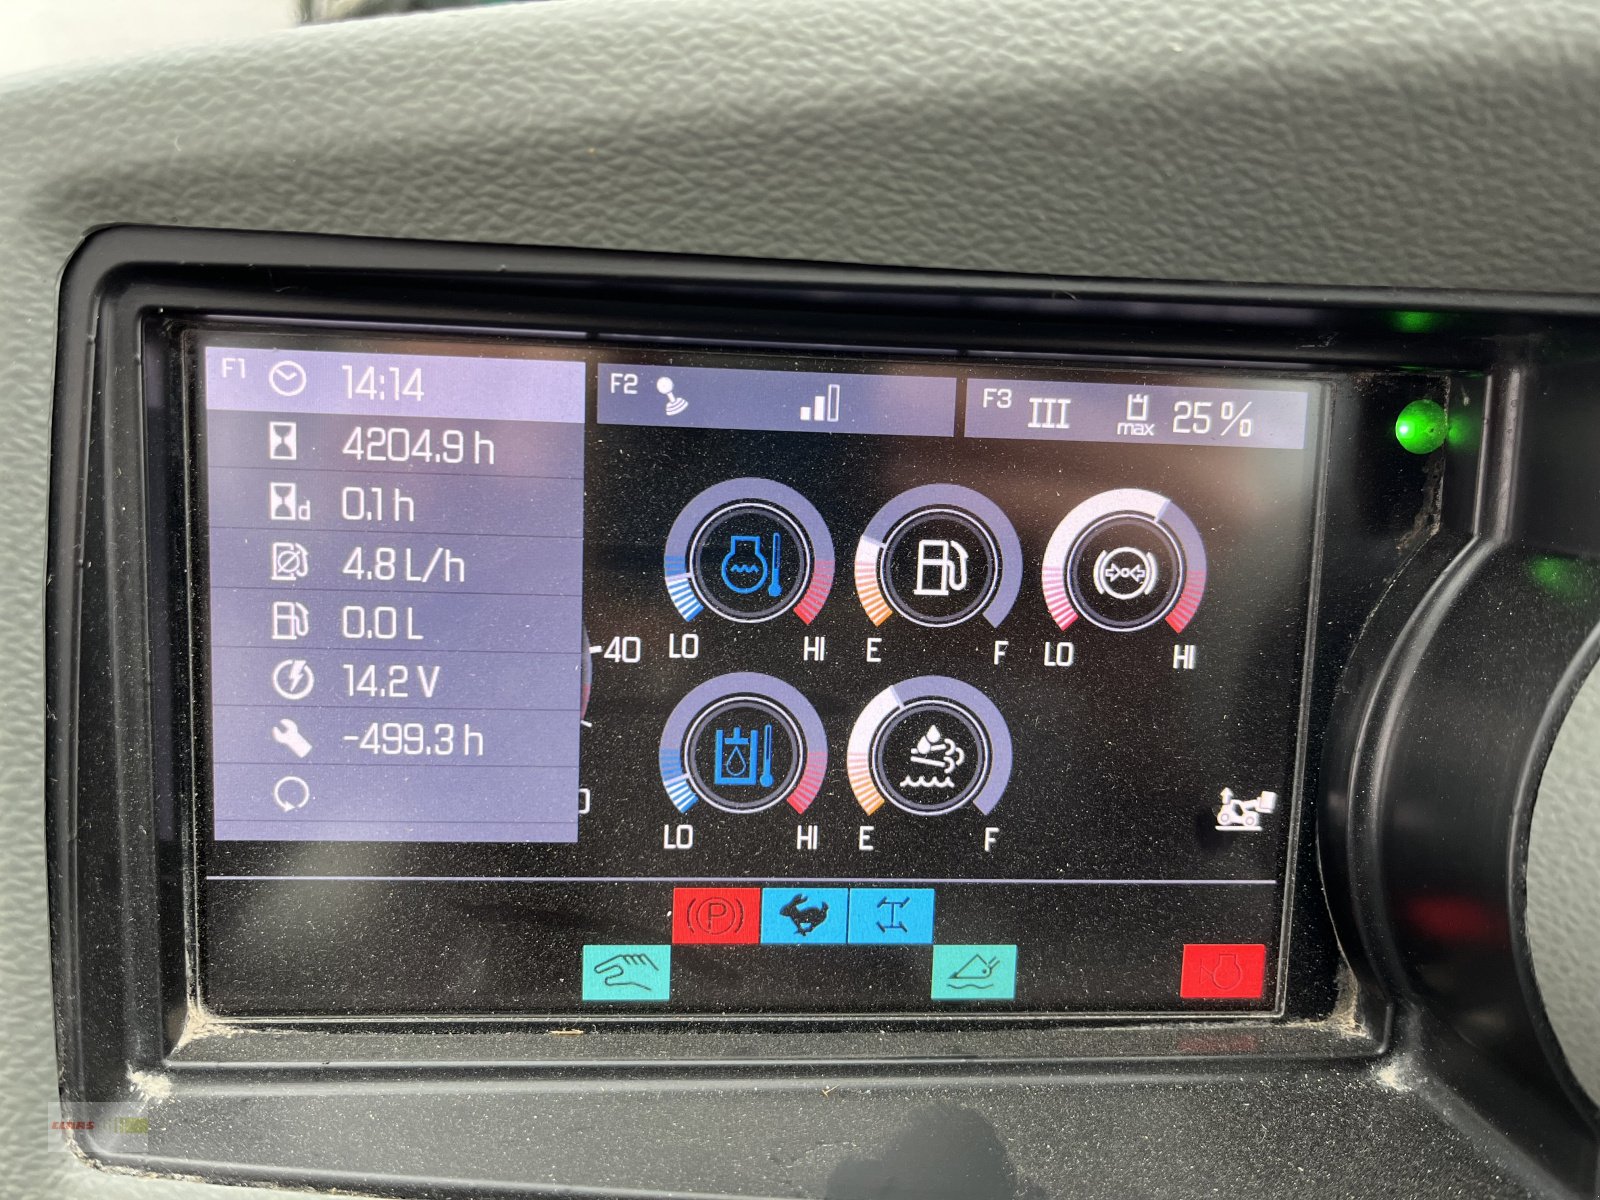 F1 14:14
F2
F3 III max 25 %
4204.9 h
d 0.1 h
4.8 L/h
0.0 L
14.2 V
-499.3 h
40
LO HI
E F
LO HI
LO HI
E F
P
CLAAS